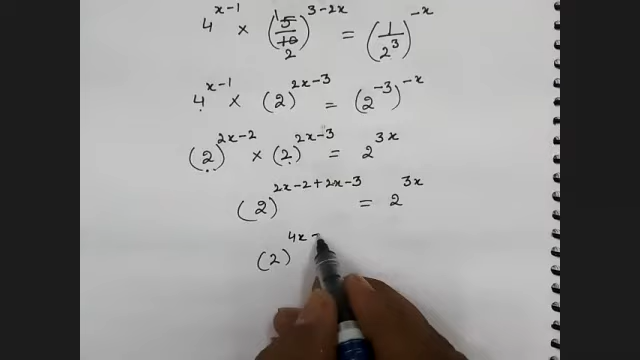 4^(x-1) × (5/10)^(3-2x) = (1/2^3)^(-x)
4^(x-1) × (2)^(2x-3) = (2^(-3))^(-x)
(2)^(2x-2) × (2)^(2x-3) = 2^(3x)
(2)^(2x-2+2x-3) = 2^(3x)
(2)^(4x-